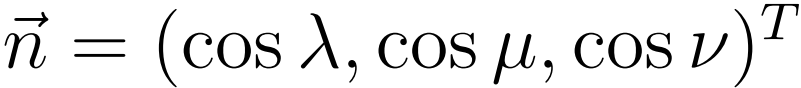 $\vec{n} = (\cos \lambda, \cos \mu, \cos \nu)^T$